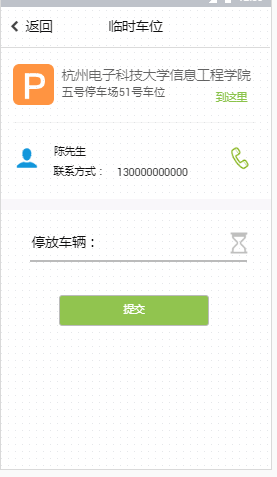 返回
临时车位
P
杭州电子科技大学信息工程学院
五号停车场51号车位
到这里
陈先生
联系方式： 130000000000
停放车辆：
提交